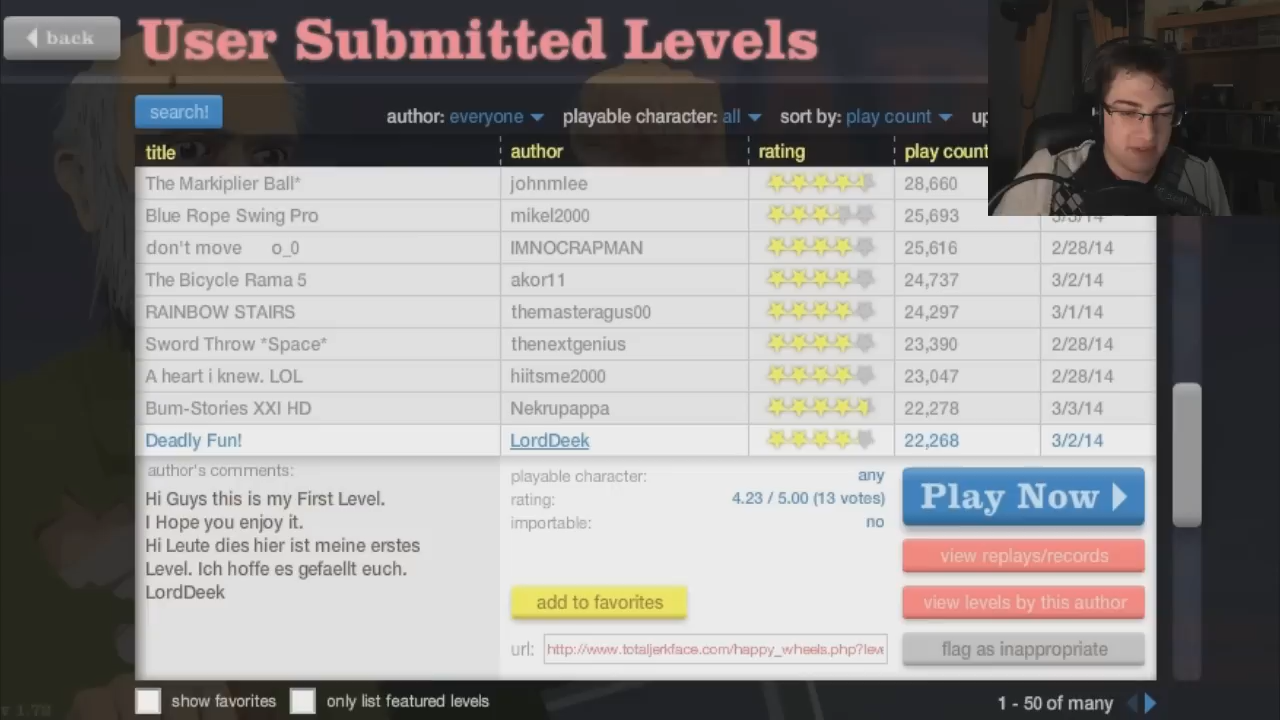 back
User Submitted Levels
search!
author: everyone
playable character: all
sort by: play count
up
title author rating play count
The Markiplier Ball* johnmlee 28,660
Blue Rope Swing Pro mikel2000 25,693 3/3/14
don't move o_0 IMNOCRAPMAN 25,616 2/28/14
The Bicycle Rama 5 akor11 24,737 3/2/14
RAINBOW STAIRS themasteragus00 24,297 3/1/14
Sword Throw *Space* thenextgenius 23,390 2/28/14
A heart i knew. LOL hiitsme2000 23,047 2/28/14
Bum-Stories XXI HD Nekrupappa 22,278 3/3/14
Deadly Fun! LordDeek 22,268 3/2/14
author's comments:
Hi Guys this is my First Level.
I Hope you enjoy it.
Hi Leute dies hier ist meine erstes
Level. Ich hoffe es gefaellt euch.
LordDeek
playable character: any
rating: 4.23 / 5.00 (13 votes)
importable: no
add to favorites
url: http://www.totaljerkface.com/happy_wheels.php?leve
Play Now
view replays/records
view levels by this author
flag as inappropriate
show favorites
only list featured levels
1 - 50 of many
v 1.72